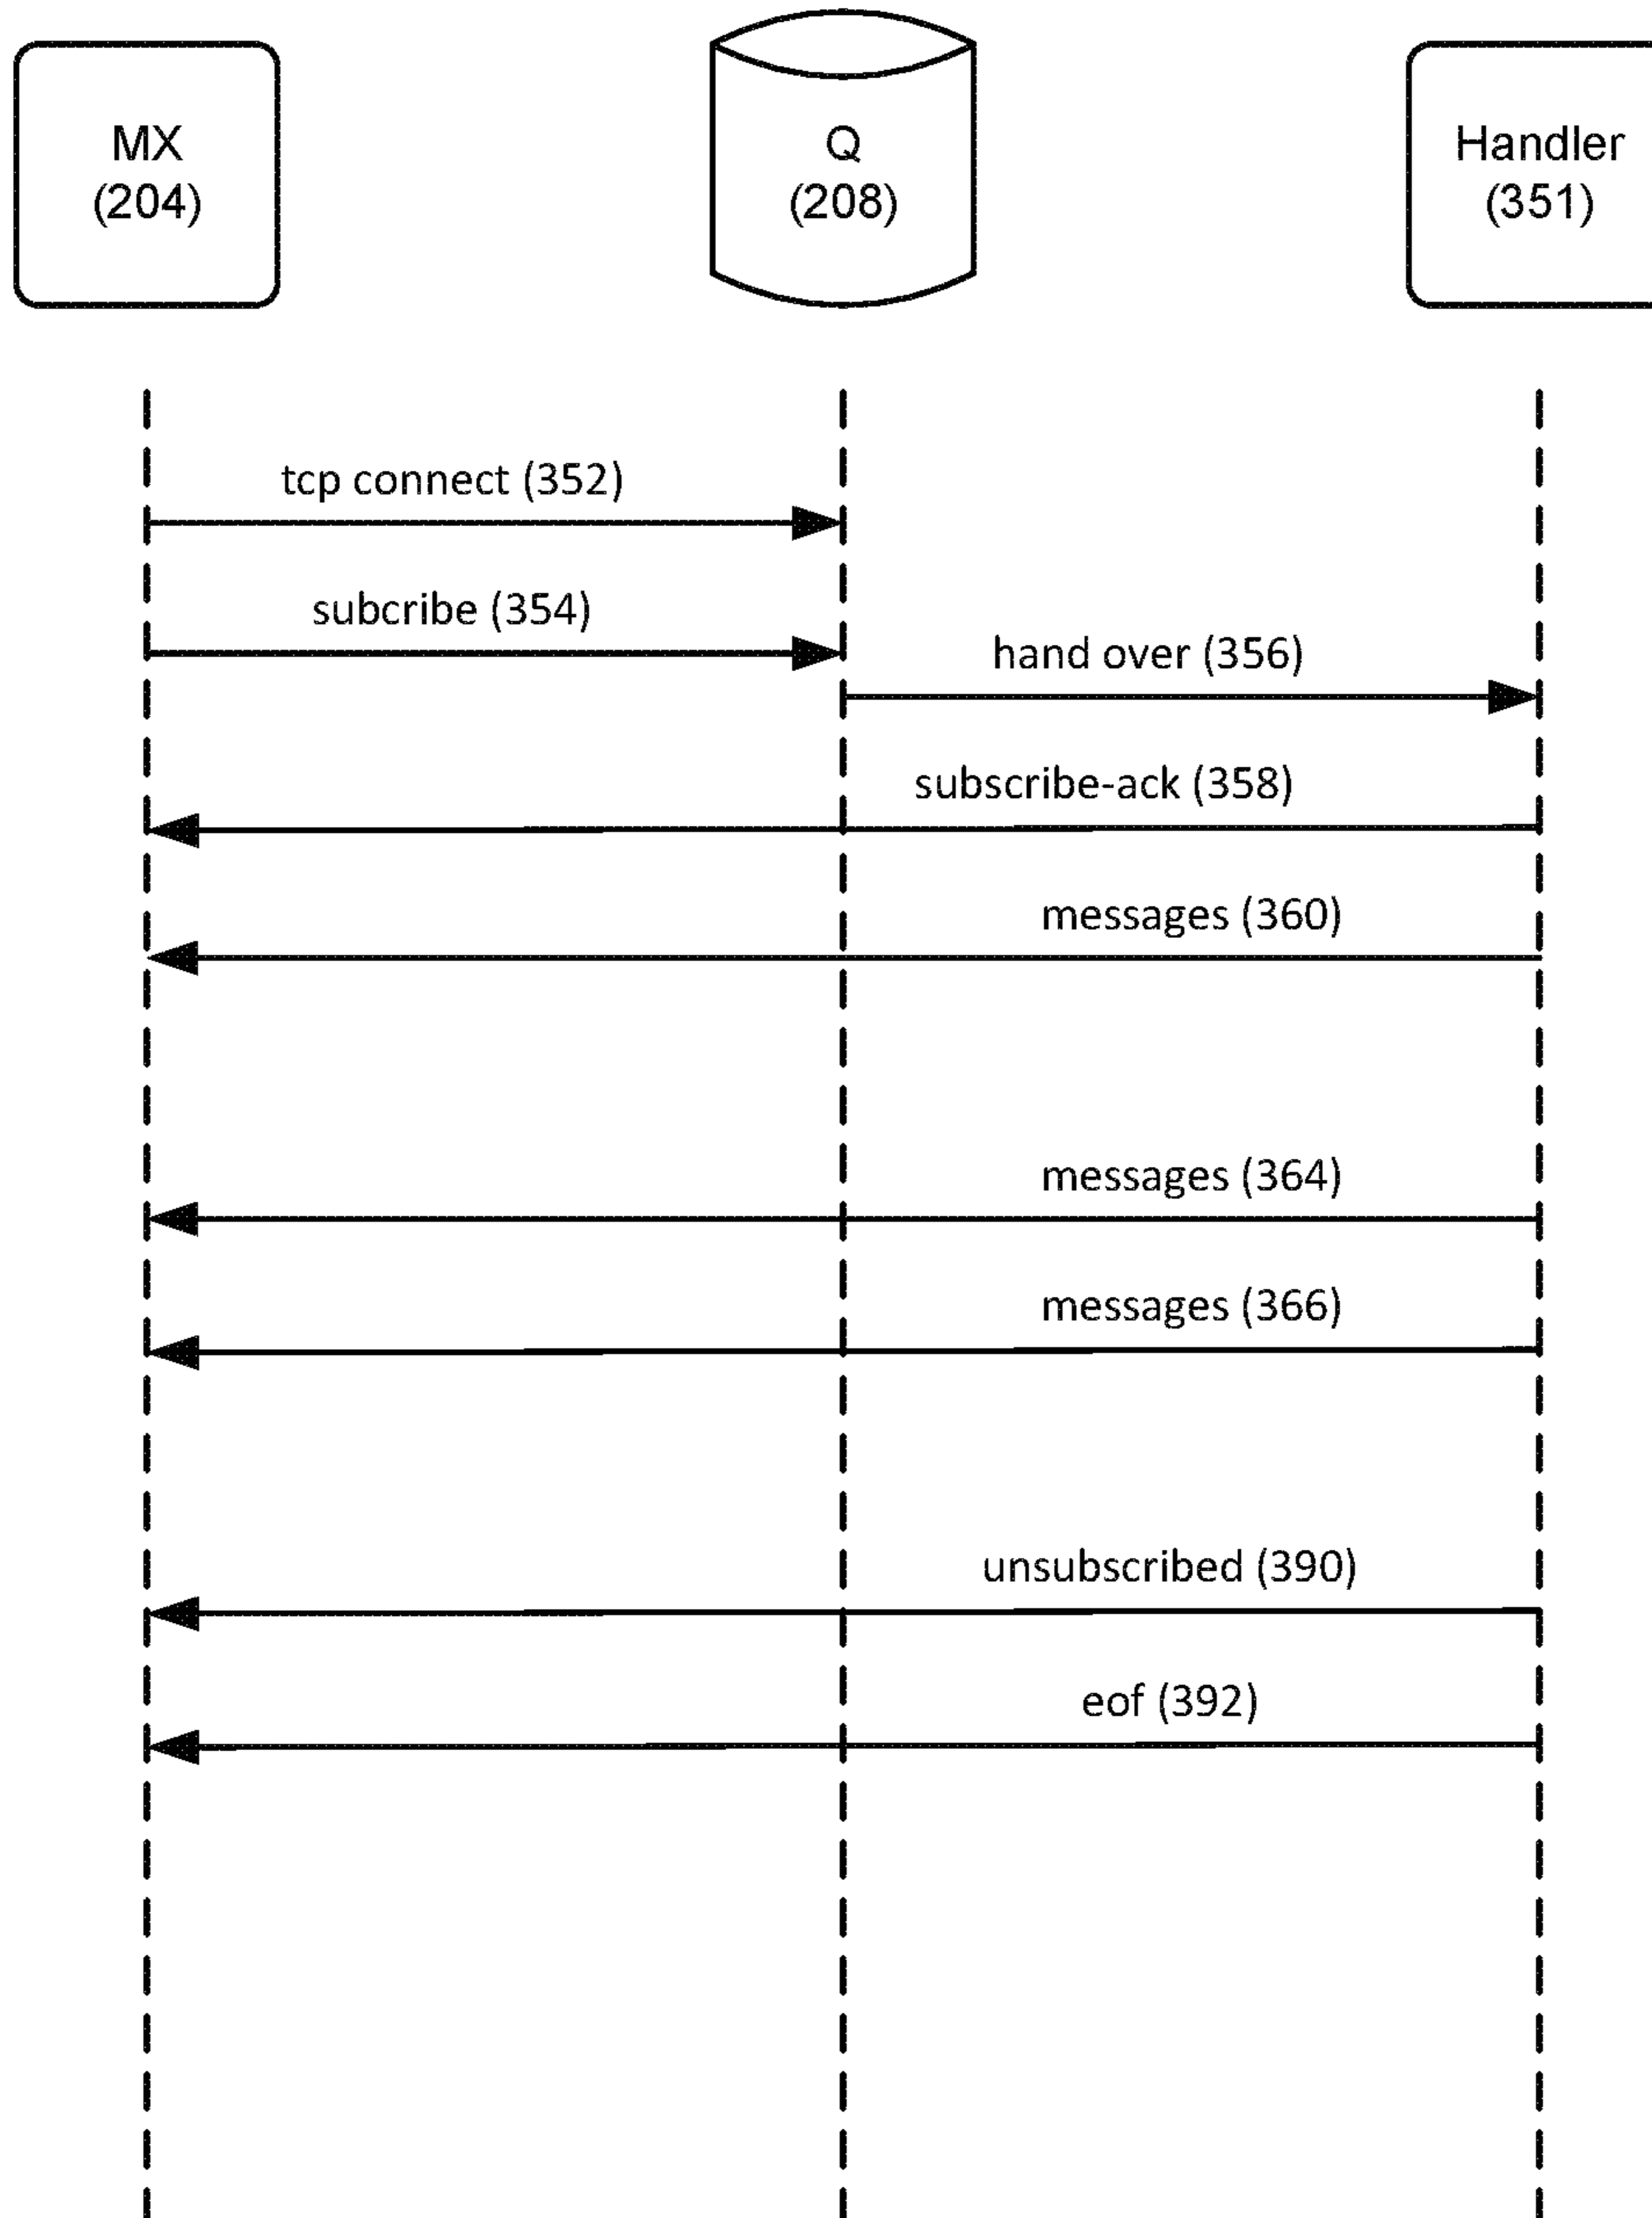 MX
(204)
Q
(208)
Handler
(351)
tcp connect (352)
subcribe (354)
hand over (356)
subscribe-ack (358)
messages (360)
messages (364)
messages (366)
unsubscribed (390)
eof (392)